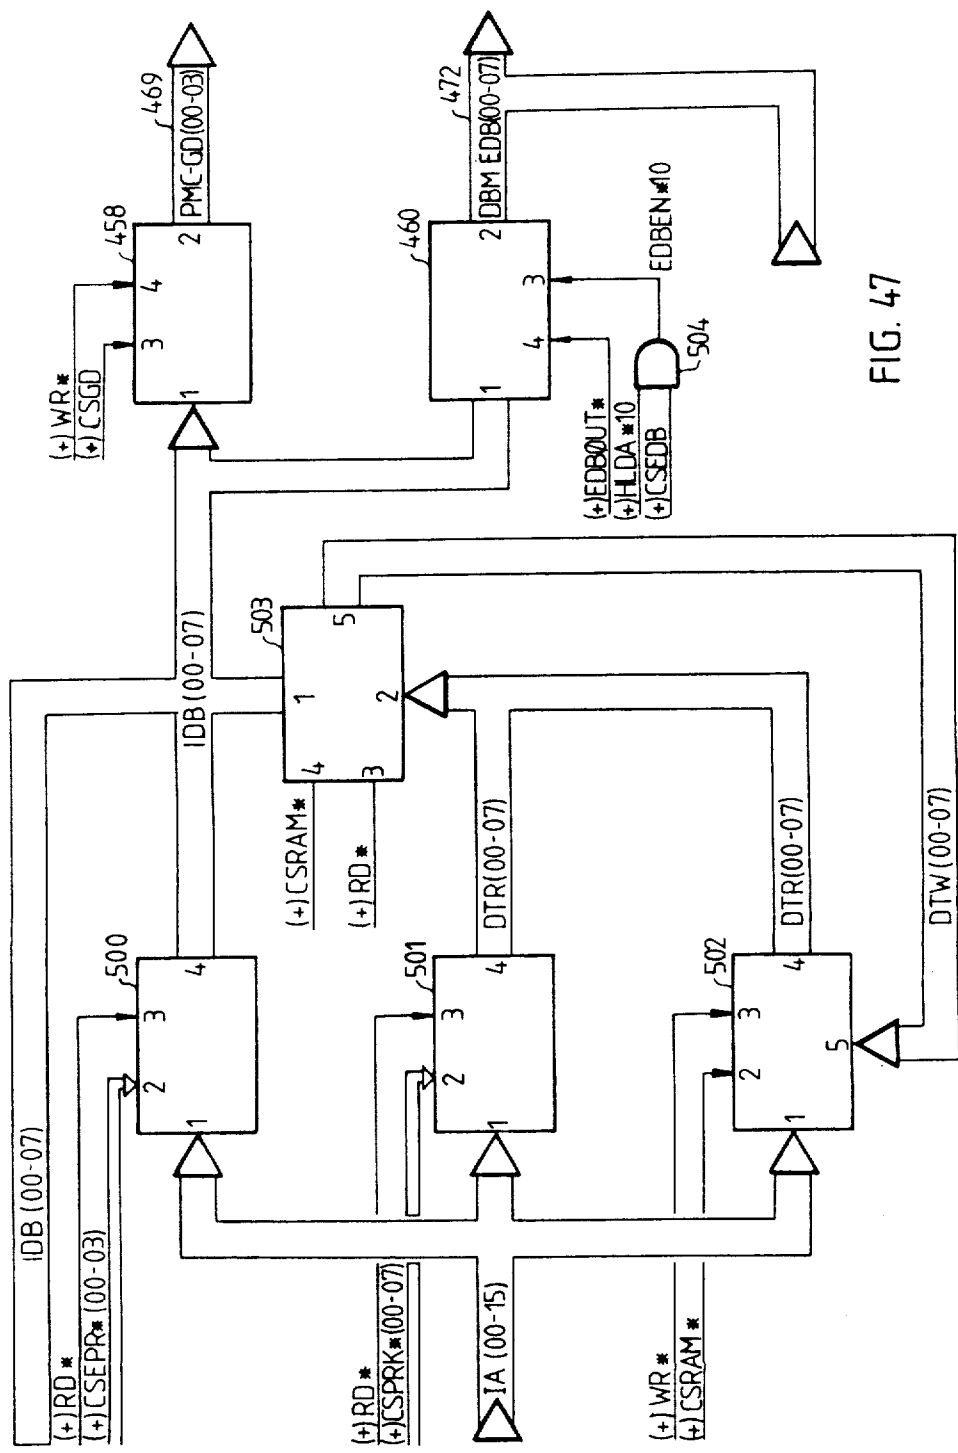 IDB (00-07)
(+)RD*
(+)CSEPR*(00-03)
500
1
2
3
4
IDB (00-07)
(+)WR*
(+)CSGD
458
1
2
3
4
469
PMC-GD(00-03)
(+)RD*
(+)CSPRK*(00-07)
501
1
2
3
4
DTR(00-07)
(+)CSRAM*
(+)RD*
503
1
2
3
4
5
460
1
2
3
4
472
DBM EDB(00-07)
(+)EDBØUT*
(+)HLDA*10
(+)CSEDB
504
EDBEN*10
IA (00-15)
(+)WR*
(+)CSRAM*
502
1
2
3
4
5
DTR(00-07)
DTW(00-07)
FIG. 47